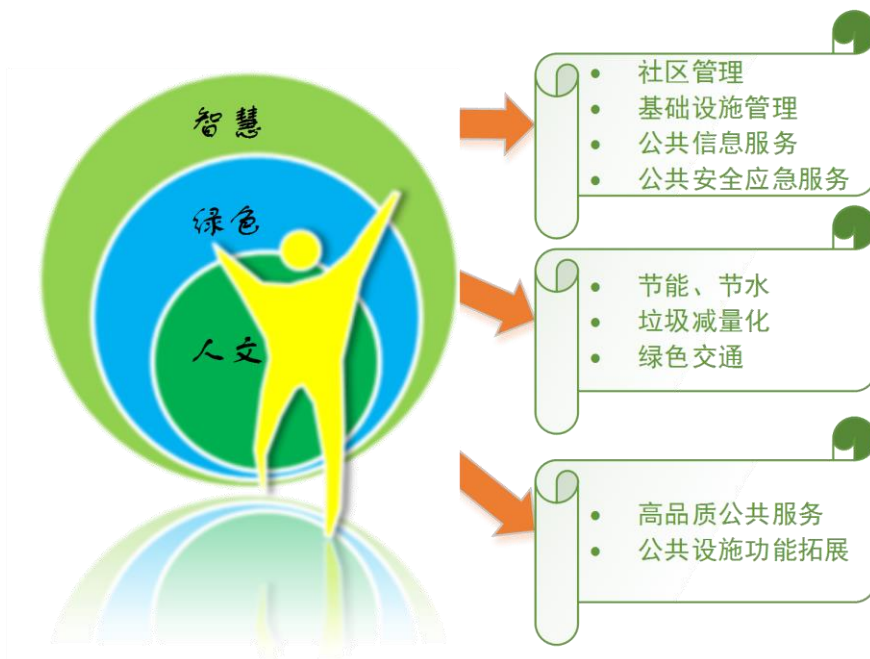 智慧
绿色
人文
• 社区管理
• 基础设施管理
• 公共信息服务
• 公共安全应急服务
• 节能、节水
• 垃圾减量化
• 绿色交通
• 高品质公共服务
• 公共设施功能拓展